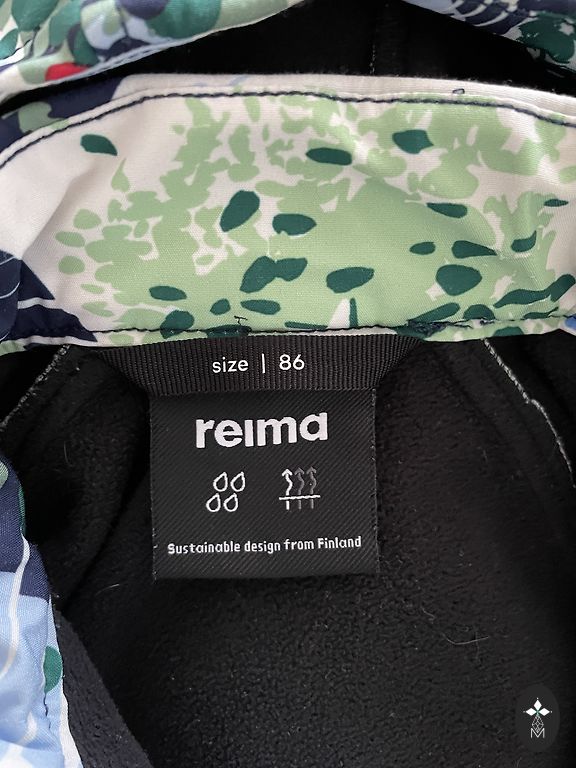 size | 86
reima
Sustainable design from Finland